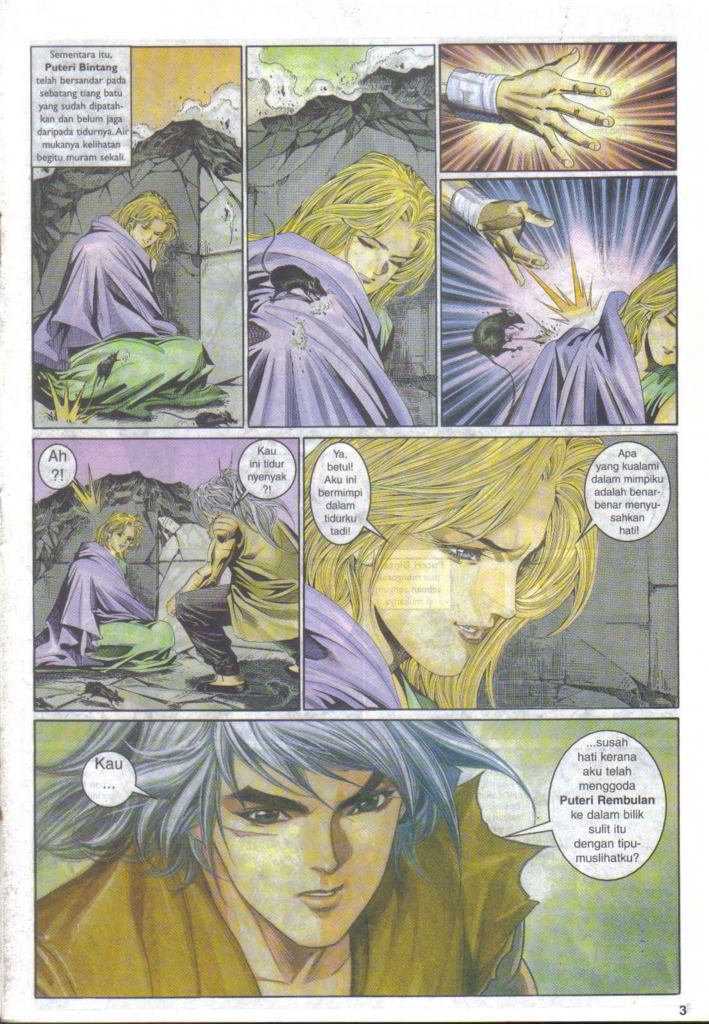 Sementara itu,
Puteri Bintang
telah bersandar pada
sebatang tiang batu
yang sudah dipatah-
kan dan belum jaga
daripada tidurnya. Air
mukanya kelihatan
begitu muram sekali.
Ah
?!
Kau
ini tidur
nyenyak
?!
Ya,
betul!
Aku ini
bermimpi
dalam
tidurku
tadi!
Apa
yang kualami
dalam mimpiku
adalah benar-
benar menyu-
sahkan
hati!
Kau
...
...susah
hati kerana
aku telah
menggoda
Puteri Rembulan
ke dalam bilik
sulit itu
dengan tipu-
muslihatku?
3